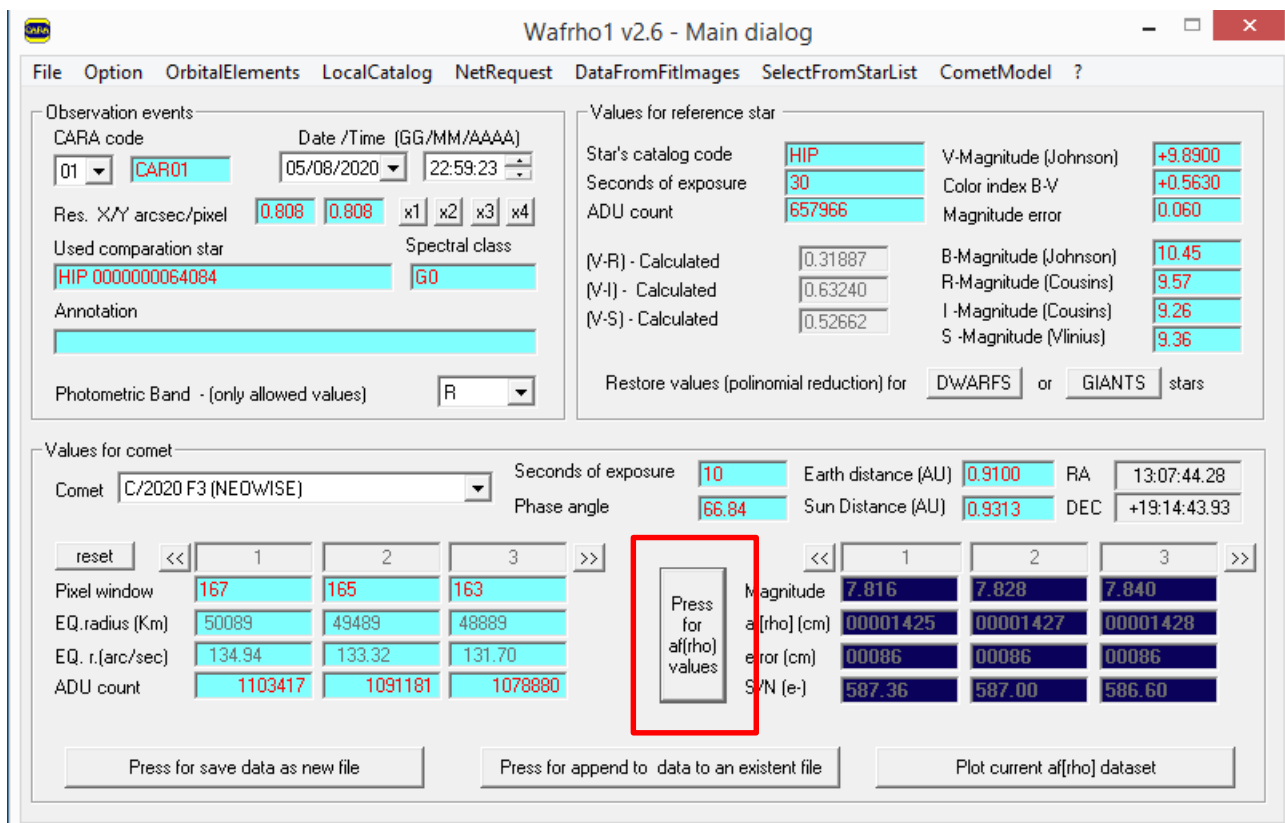 CARA
Wafrho1 v2.6 - Main dialog
File Option OrbitalElements LocalCatalog NetRequest DataFromFitImages SelectFromStarList CometModel ?
Observation events
CARA code Date /Time (GG/MM/AAAA)
01 CAR01 05/08/2020 22:59:23
Res. X/Y arcsec/pixel 0.808 0.808 x1 x2 x3 x4
Used comparation star Spectral class
HIP 0000000064084 G0
Annotation
Photometric Band - (only allowed values) R
Values for reference star
Star's catalog code HIP V-Magnitude (Johnson) +9.8900
Seconds of exposure 30 Color index B-V +0.5630
ADU count 657966 Magnitude error 0.060
(V-R) - Calculated 0.31887 B-Magnitude (Johnson) 10.45
(V-I) - Calculated 0.63240 R-Magnitude (Cousins) 9.57
(V-S) - Calculated 0.52662 I -Magnitude (Cousins) 9.26
S -Magnitude (Vlinius) 9.36
Restore values (polinomial reduction) for DWARFS or GIANTS stars
Values for comet
Comet C/2020 F3 (NEOWISE) Seconds of exposure 10 Earth distance (AU) 0.9100 RA 13:07:44.28
Phase angle 66.84 Sun Distance (AU) 0.9313 DEC +19:14:43.93
reset << 1 2 3 >> << 1 2 3 >>
Pixel window 167 165 163 Magnitude 7.816 7.828 7.840
EQ.radius (Km) 50089 49489 48889 af[rho] (cm) 00001425 00001427 00001428
EQ. r.(arc/sec) 134.94 133.32 131.70 error (cm) 00086 00086 00086
ADU count 1103417 1091181 1078880 S/N (e-) 587.36 587.00 586.60
Press
for
af(rho)
values
Press for save data as new file Press for append to data to an existent file Plot current af[rho] dataset